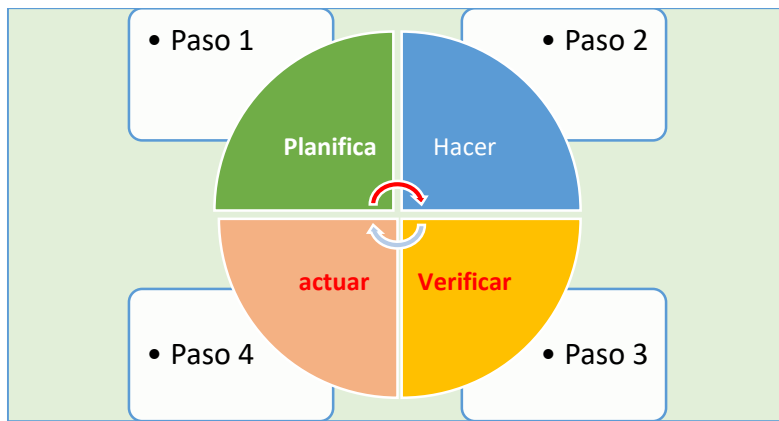 • Paso 1
• Paso 2
Planifica
Hacer
actuar
Verificar
• Paso 4
• Paso 3